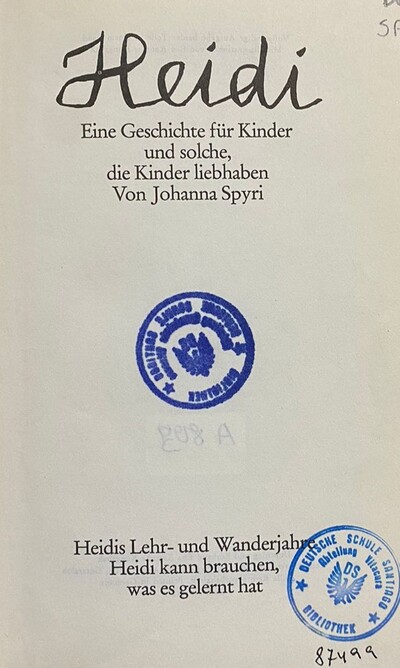 Heidi
Eine Geschichte für Kinder
und solche,
die Kinder liebhaben
Von Johanna Spyri
Heidis Lehr- und Wanderjahre
Heidi kann brauchen,
was es gelernt hat
DEUTSCHE SCHULE SANTIAGO
Abteilung Vitacura
DS
BIBLIOTHEK
87499